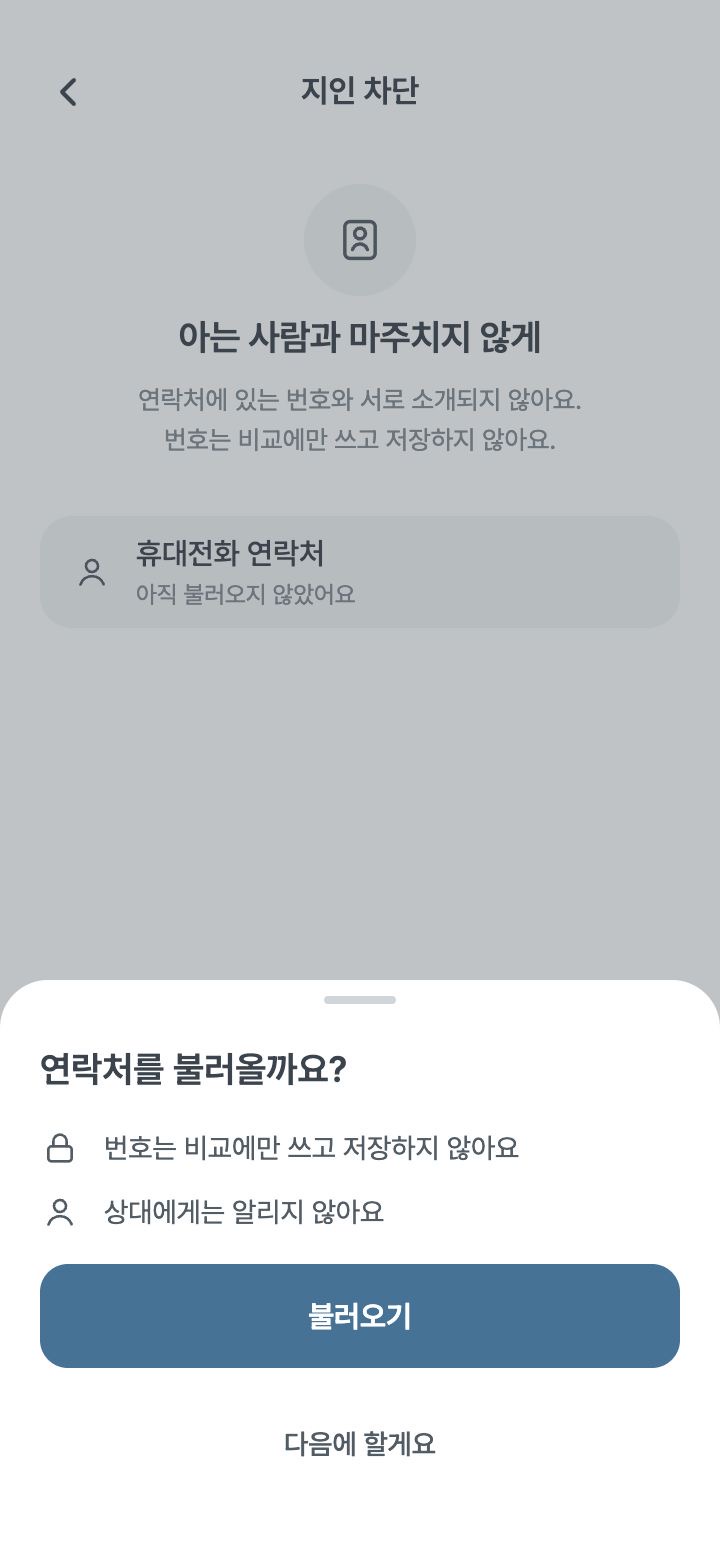 지인 차단
아는 사람과 마주치지 않게
연락처에 있는 번호와 서로 소개되지 않아요.
번호는 비교에만 쓰고 저장하지 않아요.
휴대전화 연락처
아직 불러오지 않았어요
연락처를 불러올까요?
번호는 비교에만 쓰고 저장하지 않아요
상대에게는 알리지 않아요
불러오기
다음에 할게요